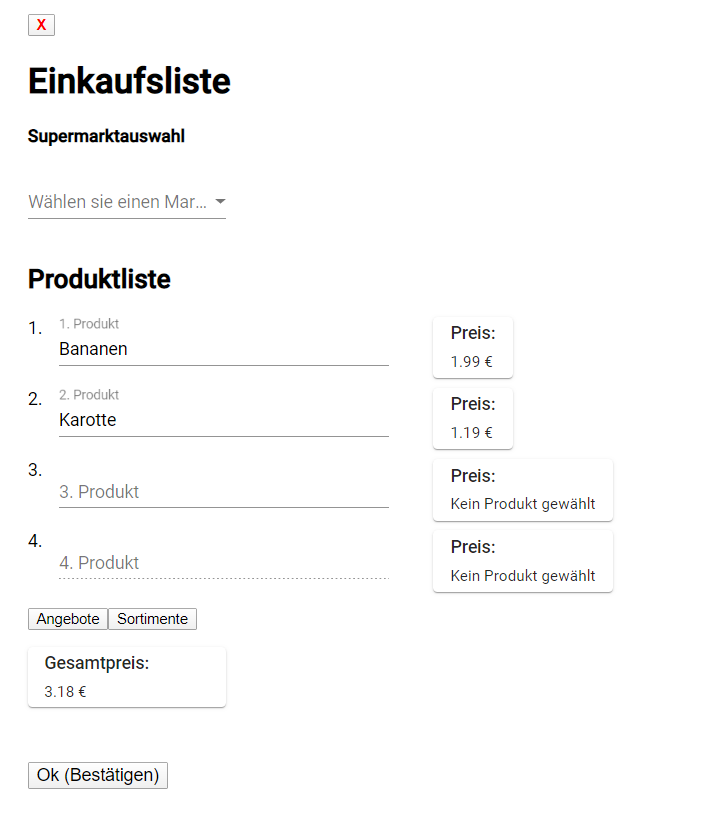 X
Einkaufsliste
Supermarktauswahl
Wählen sie einen Mar...
Produktliste
1. 1. Produkt
Bananen
Preis:
1.99 €
2. 2. Produkt
Karotte
Preis:
1.19 €
3. 3. Produkt
Preis:
Kein Produkt gewählt
4. 4. Produkt
Preis:
Kein Produkt gewählt
Angebote Sortimente
Gesamtpreis:
3.18 €
Ok (Bestätigen)